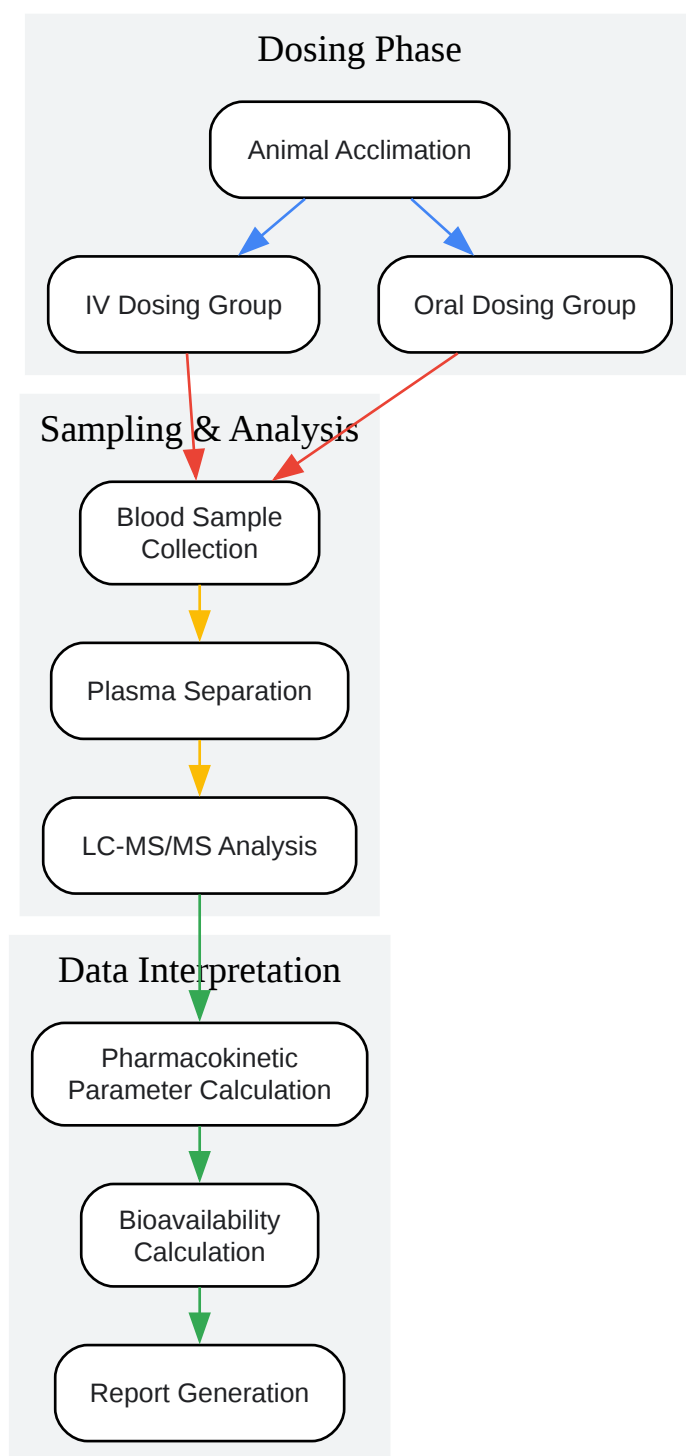 Dosing Phase
Animal Acclimation
IV Dosing Group
Oral Dosing Group
Sampling & Analysis
Blood Sample
Collection
Plasma Separation
LC-MS/MS Analysis
Data Interpretation
Pharmacokinetic
Parameter Calculation
Bioavailability
Calculation
Report Generation